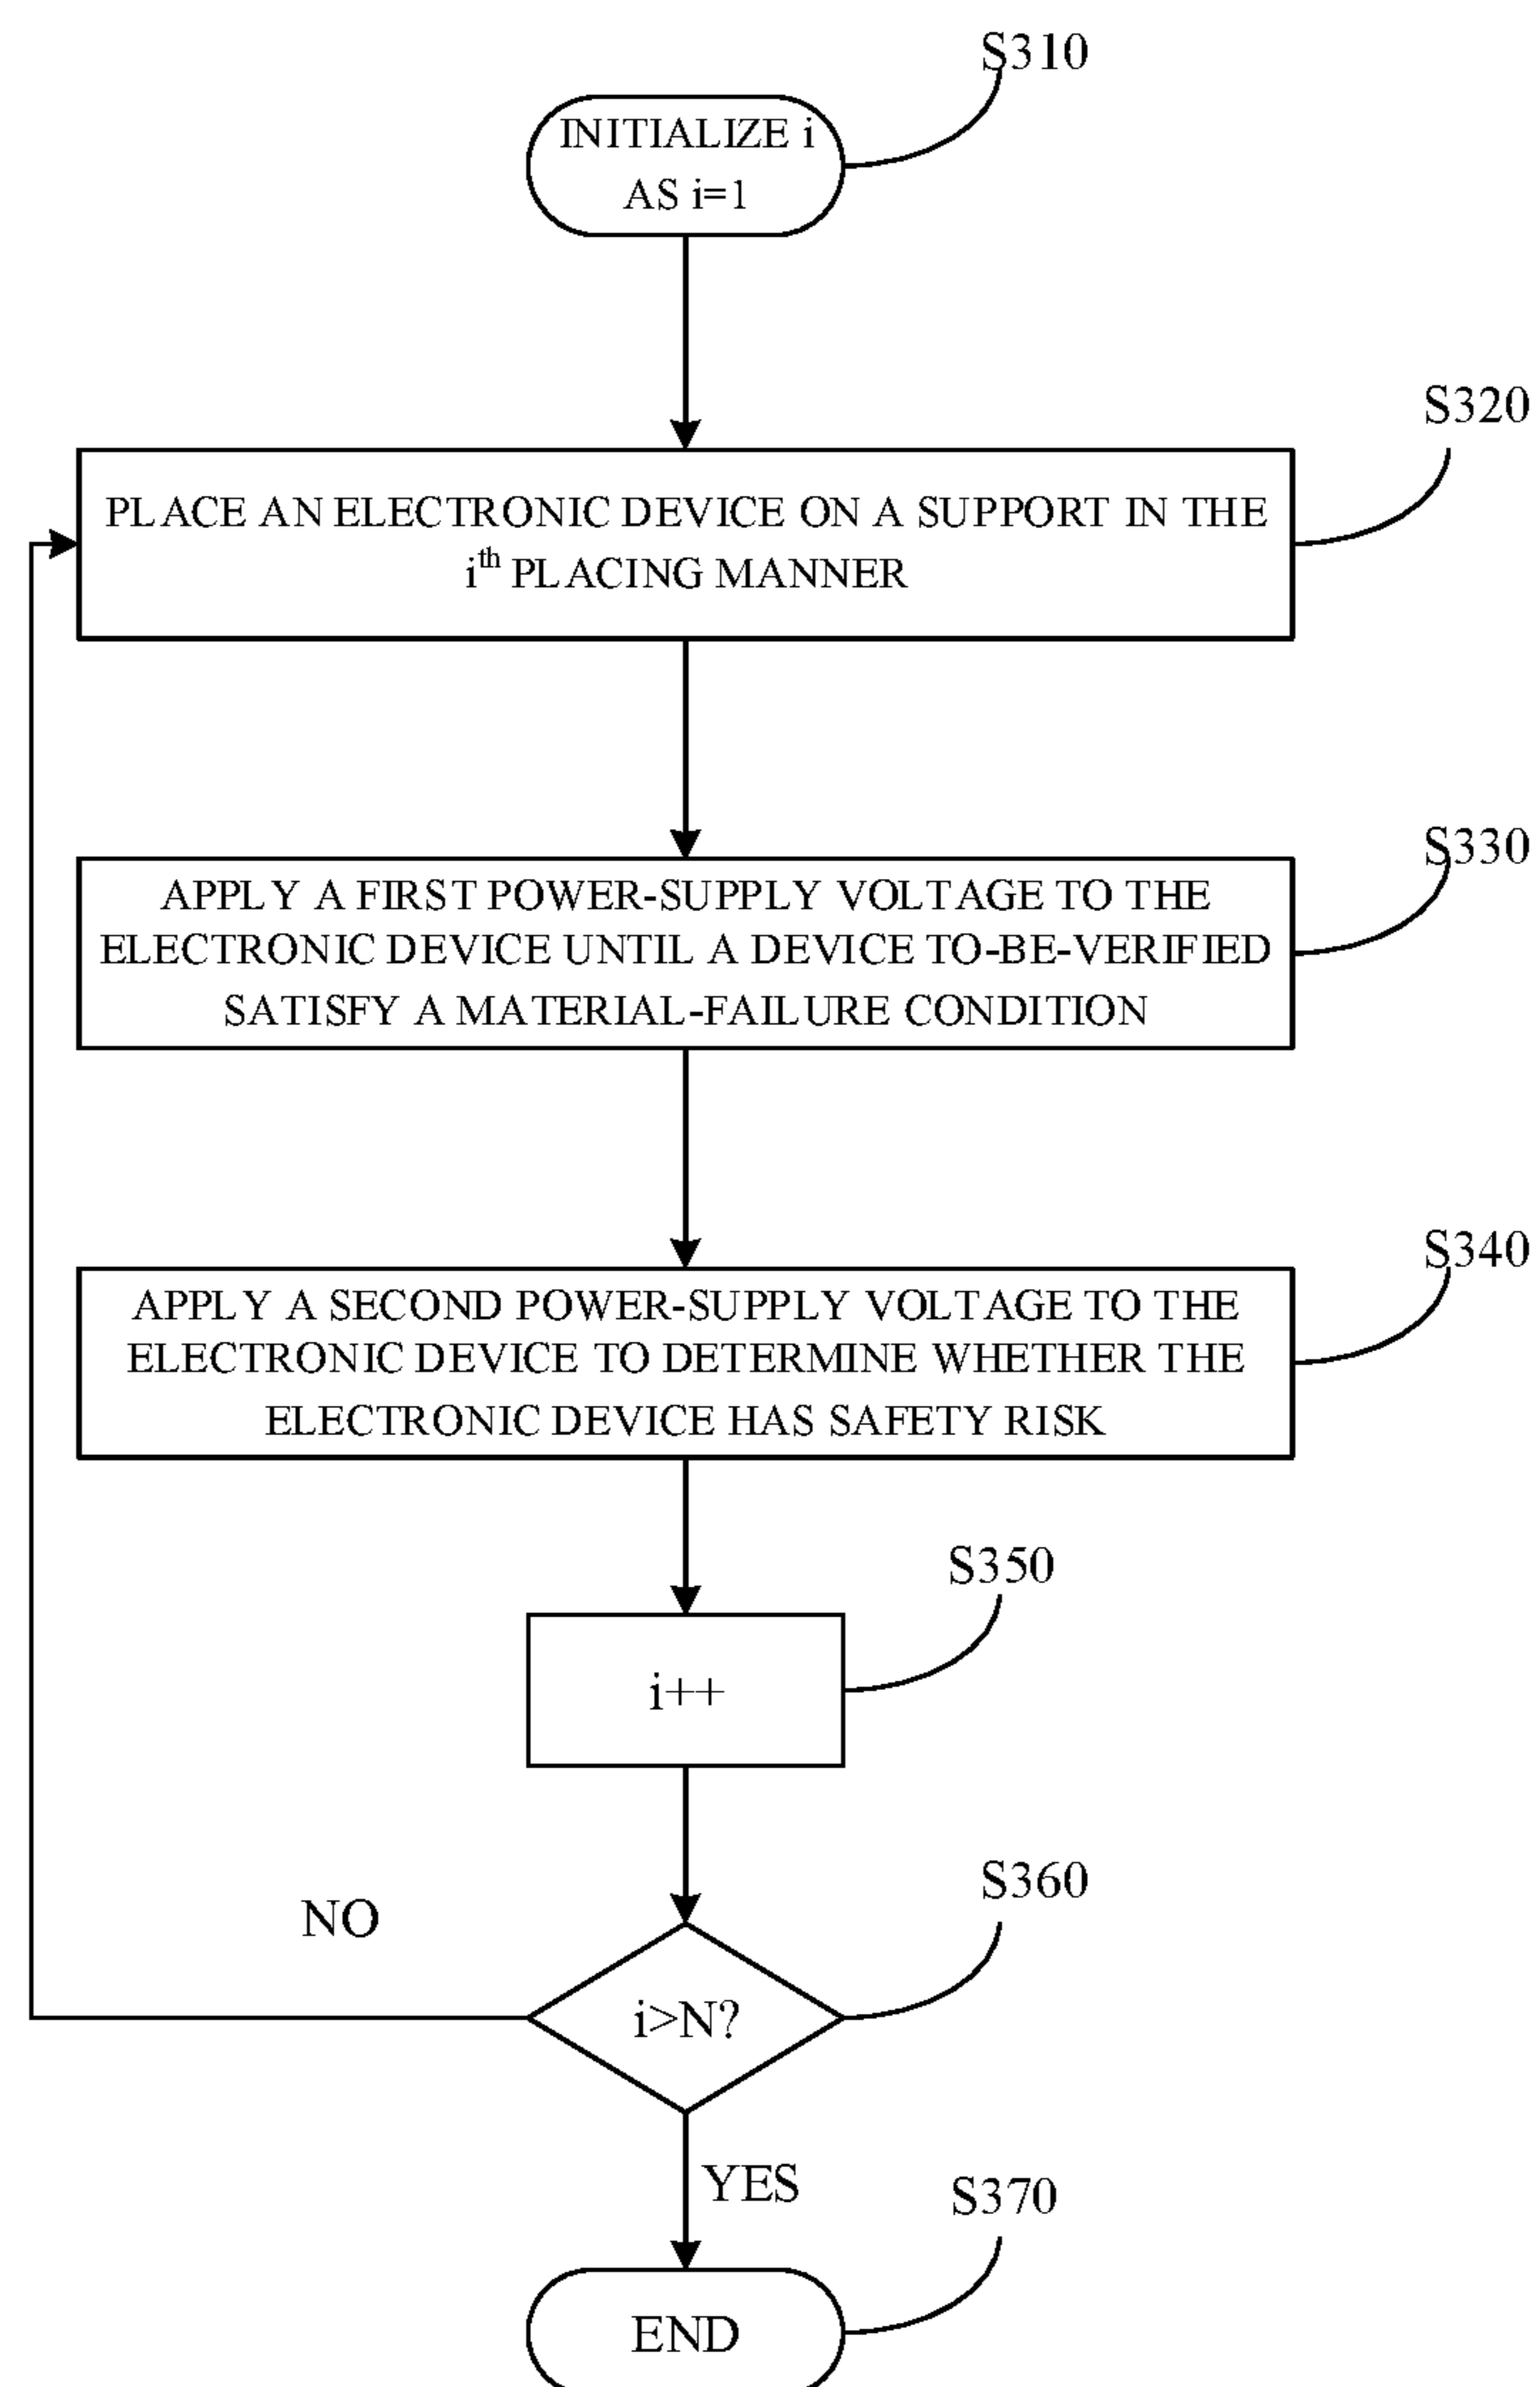 S310
INITIALIZE i
AS i=1
S320
PLACE AN ELECTRONIC DEVICE ON A SUPPORT IN THE
ith PLACING MANNER
S330
APPLY A FIRST POWER-SUPPLY VOLTAGE TO THE
ELECTRONIC DEVICE UNTIL A DEVICE TO-BE-VERIFIED
SATISFY A MATERIAL-FAILURE CONDITION
S340
APPLY A SECOND POWER-SUPPLY VOLTAGE TO THE
ELECTRONIC DEVICE TO DETERMINE WHETHER THE
ELECTRONIC DEVICE HAS SAFETY RISK
S350
i++
S360
NO
i>N?
YES
S370
END